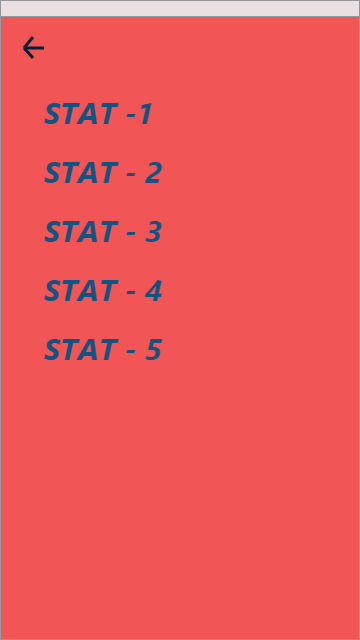 STAT -1
STAT - 2
STAT - 3
STAT - 4
STAT - 5